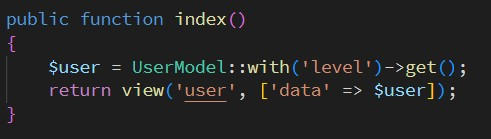 public function index()
{
    $user = UserModel::with('level')->get();
    return view('user', ['data' => $user]);
}